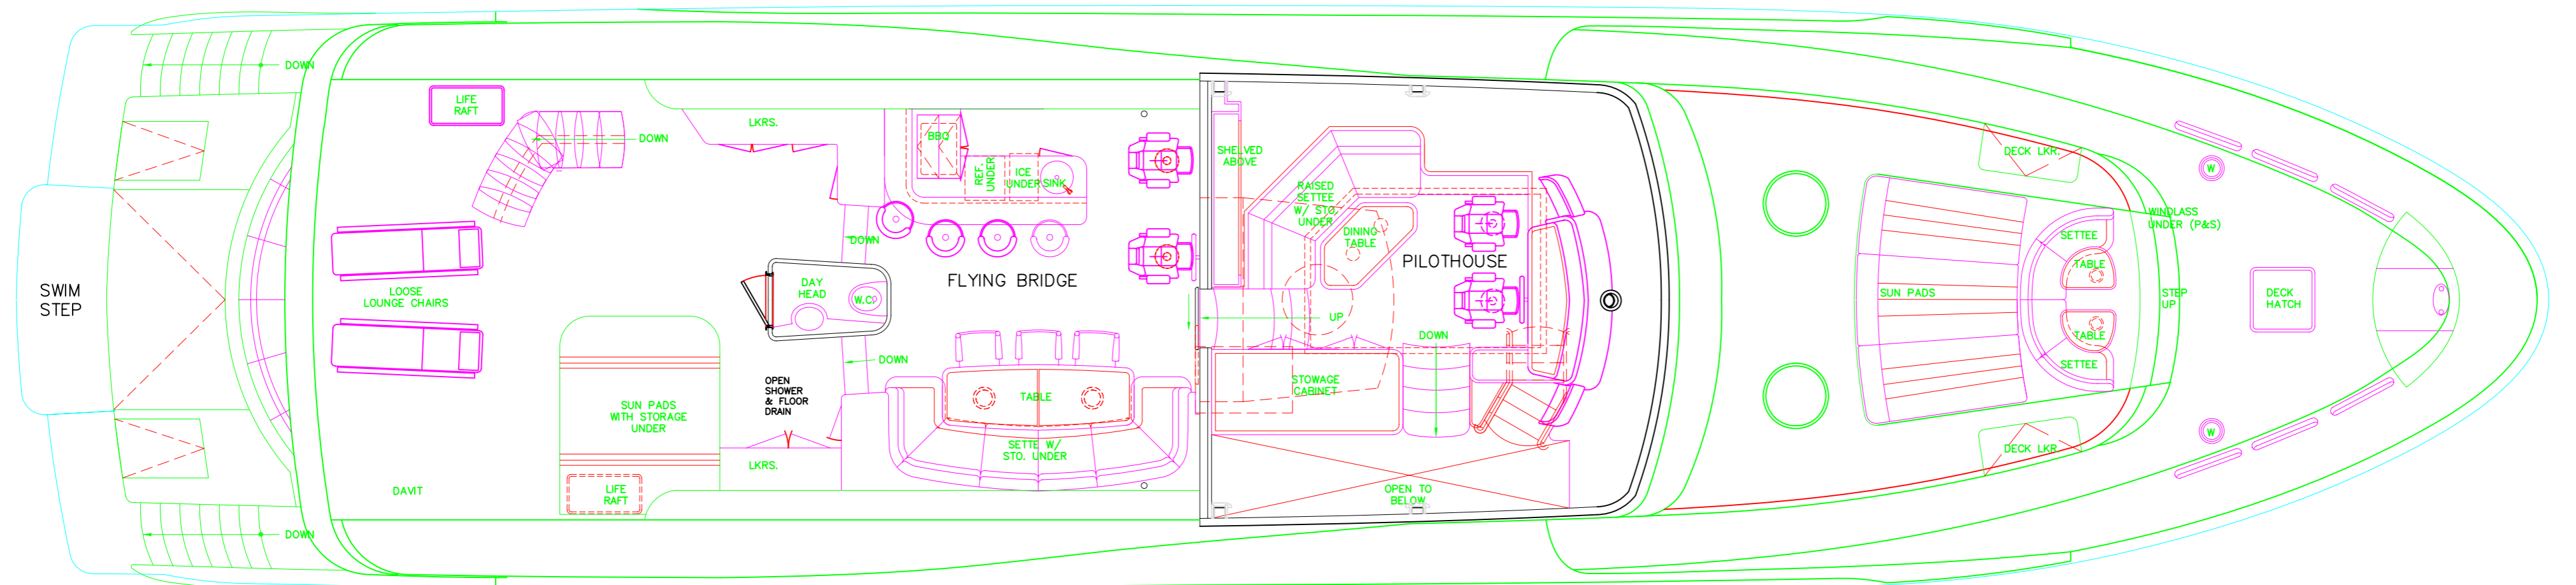 DOWN
LIFE
RAFT
DOWN
LKRS.
BBQ
REF.
UNDER
ICE
UNDER
SINK
SHELVED
ABOVE
RAISED
SETTEE
W/ STO.
UNDER
DINING
TABLE
PILOTHOUSE
DECK LKR.
W
WINDLASS
UNDER (P&S)
SETTEE
TABLE
DOWN
FLYING BRIDGE
DAY
HEAD
W.C.
SWIM
STEP
LOOSE
LOUNGE CHAIRS
SUN PADS
STEP
UP
DECK
HATCH
UP
DOWN
TABLE
SETTEE
DOWN
OPEN
SHOWER
& FLOOR
DRAIN
STOWAGE
CABINET
TABLE
SUN PADS
WITH STORAGE
UNDER
SETTE W/
STO. UNDER
LKRS.
DECK LKR
W
DAVIT
LIFE
RAFT
OPEN TO
BELOW
DOWN